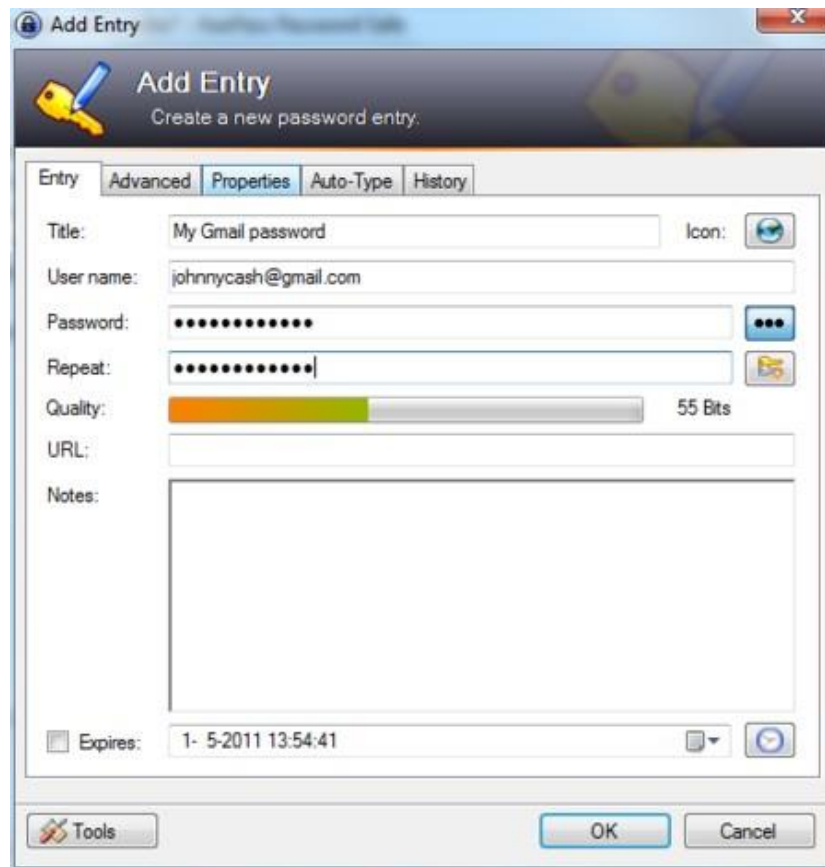 Add Entry
Add Entry
Create a new password entry.
Entry Advanced Properties Auto-Type History
Title: My Gmail password Icon:
User name: johnnycash@gmail.com
Password: ●●●●●●●●●●●● ●●●
Repeat: ●●●●●●●●●●●●
Quality: 55 Bits
URL:
Notes:
Expires: 1- 5-2011 13:54:41
Tools OK Cancel